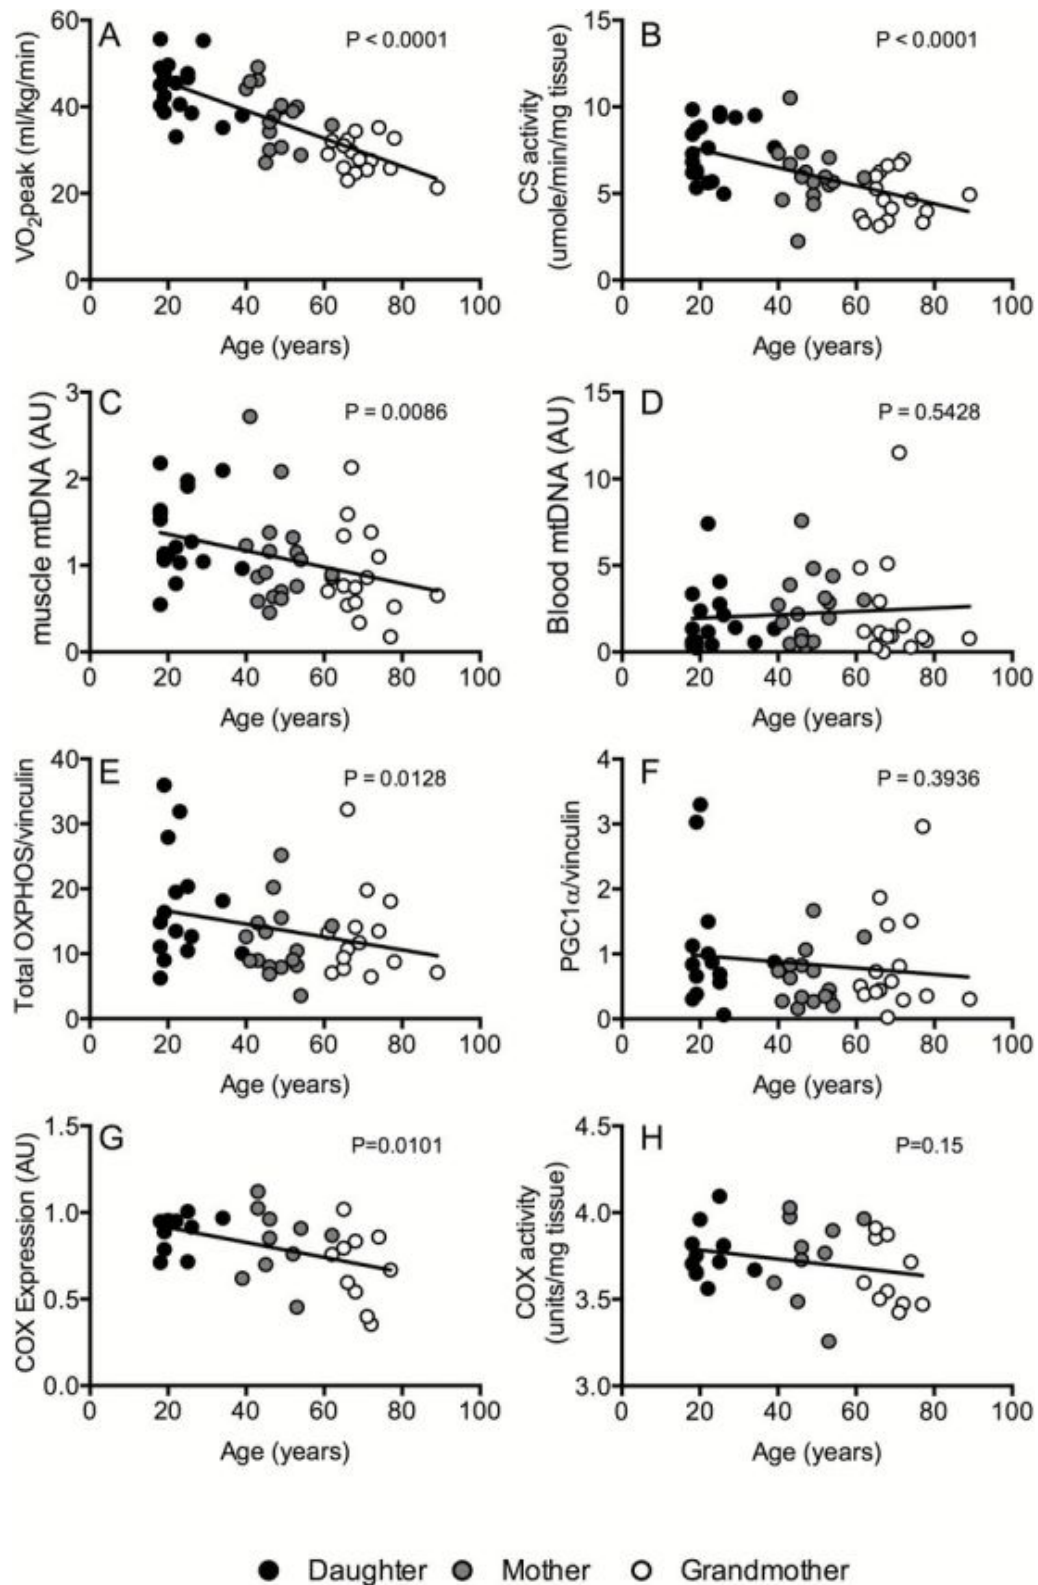 A
P < 0.0001
VO2peak (ml/kg/min)
60
40
20
0
0 20 40 60 80 100
Age (years)
B
P < 0.0001
CS activity
(umole/min/mg tissue)
15
10
5
0
0 20 40 60 80 100
Age (years)
C
P = 0.0086
muscle mtDNA (AU)
3
2
1
0
0 20 40 60 80 100
Age (years)
D
P = 0.5428
Blood mtDNA (AU)
15
10
5
0
0 20 40 60 80 100
Age (years)
E
P = 0.0128
Total OXPHOS/vinculin
40
30
20
10
0
0 20 40 60 80 100
Age (years)
F
P = 0.3936
PGC1α/vinculin
4
3
2
1
0
0 20 40 60 80 100
Age (years)
G
P=0.0101
COX Expression (AU)
1.5
1.0
0.5
0.0
0 20 40 60 80 100
Age (years)
H
P=0.15
COX activity
(units/mg tissue)
4.5
4.0
3.5
3.0
0 20 40 60 80 100
Age (years)
Daughter Mother Grandmother